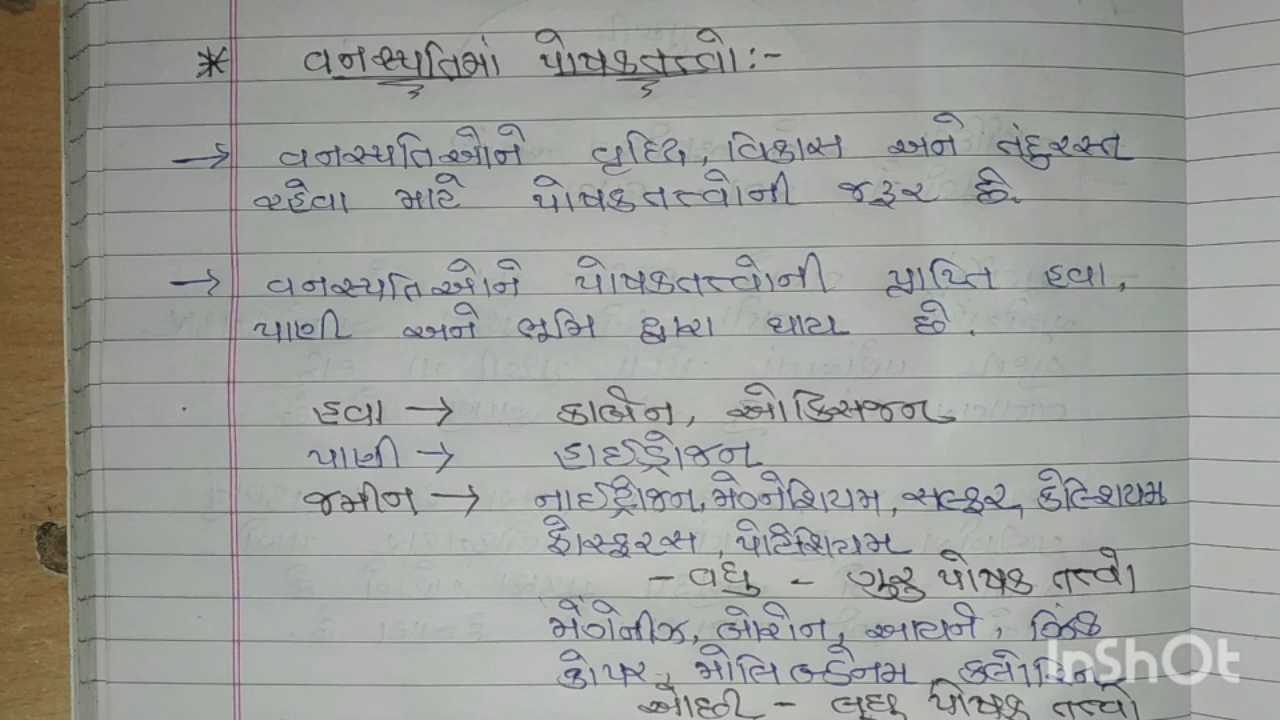 * વનસ્પતિમાં પોષકતત્ત્વો :-
→ વનસ્પતિઓને વૃદ્ધિ, વિકાસ અને તંદુરસ્ત
રહેવા માટે પોષકતત્ત્વોની જરૂર છે.
→ વનસ્પતિઓને પોષકતત્ત્વોની પ્રાપ્તિ હવા,
પાણી અને ભૂમિ દ્વારા થાય છે.
હવા → કાર્બન, ઓક્સિજન
પાણી → હાઈડ્રોજન
જમીન → નાઈટ્રોજન, મેગ્નેશિયમ, સલ્ફર, કેલ્શિયમ
ફોસ્ફરસ, પોટેશિયમ
- વધુ - ગુરુ પોષક તત્ત્વો
મેંગેનીઝ, બોરોન, આયર્ન, ઝિંક
કોપર, મોલિબ્ડેનમ ક્લોરિન
ઓછી - લઘુ પોષક તત્ત્વો
InShOt